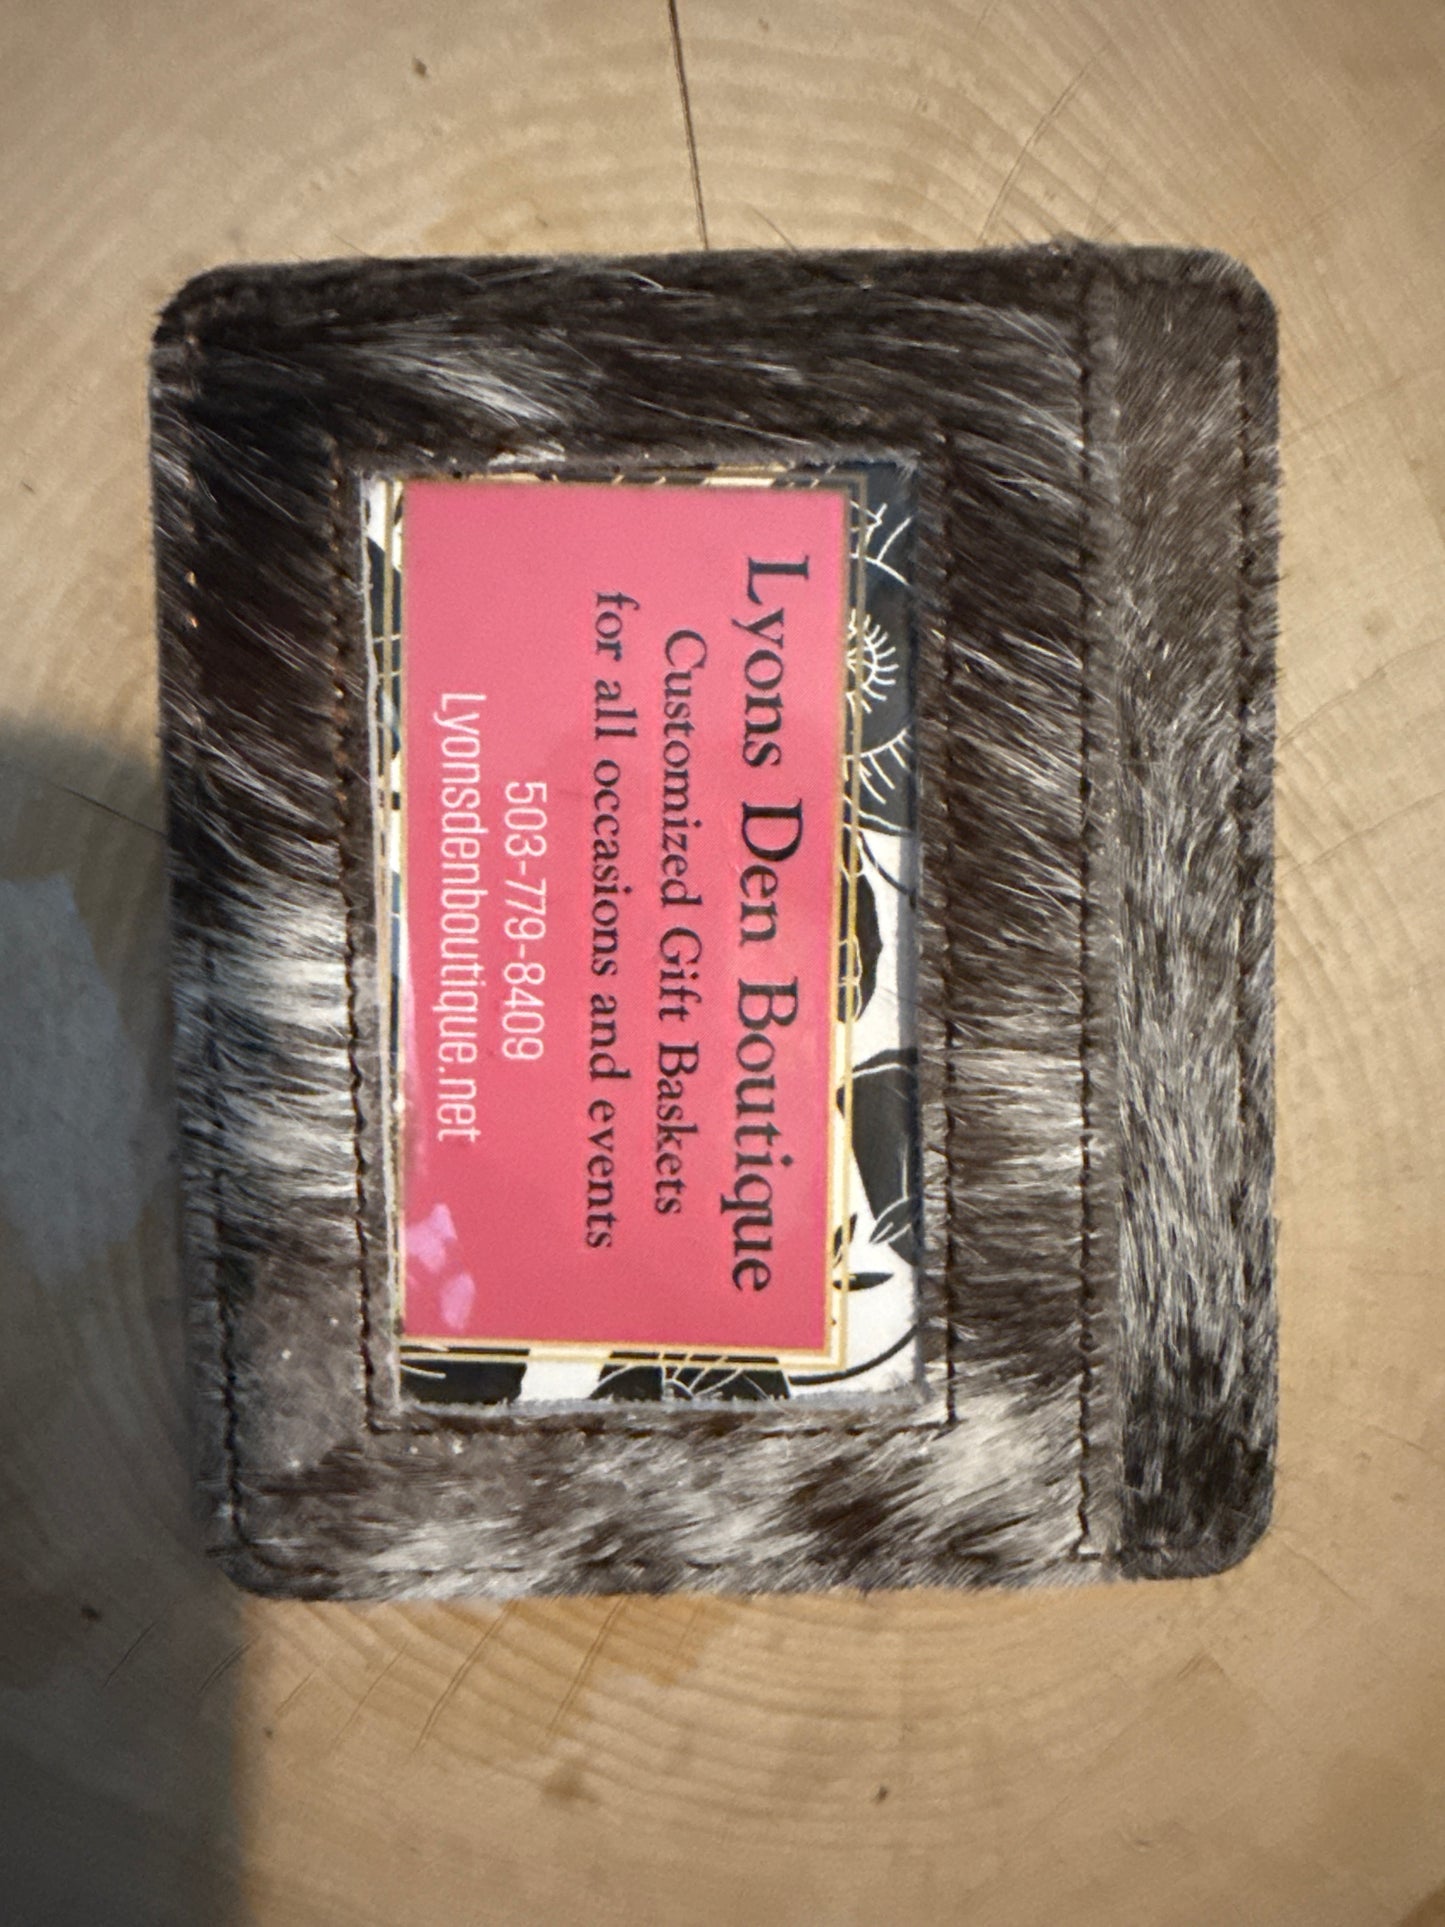 Lyons Den Boutique
Customized Gift Baskets
for all occasions and events
503-779-8409
Lyonsdenboutique.net